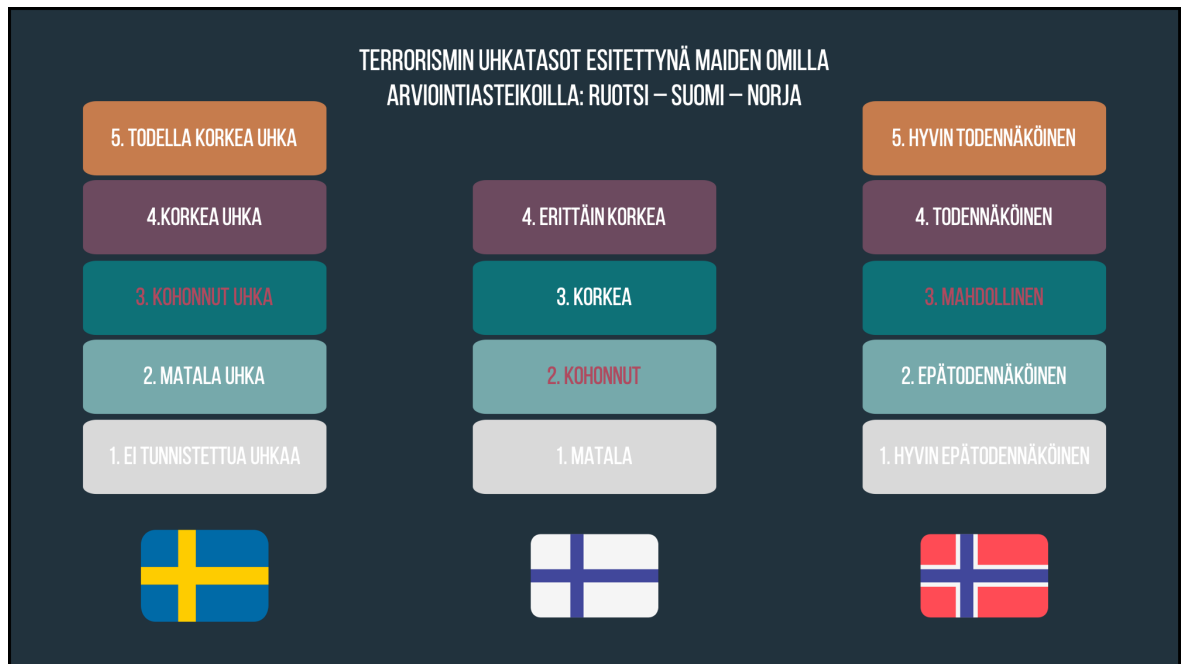 TERRORISMIN UHKATASOT ESITETTYNÄ MAIDEN OMILLA
ARVIOINTIASTEIKOILLA: RUOTSI – SUOMI – NORJA
5. TODELLA KORKEA UHKA
4.KORKEA UHKA
3. KOHONNUT UHKA
2. MATALA UHKA
1. EI TUNNISTETTUA UHKAA
4. ERITTÄIN KORKEA
3. KORKEA
2. KOHONNUT
1. MATALA
5. HYVIN TODENNÄKÖINEN
4. TODENNÄKÖINEN
3. MAHDOLLINEN
2. EPÄTODENNÄKÖINEN
1. HYVIN EPÄTODENNÄKÖINEN